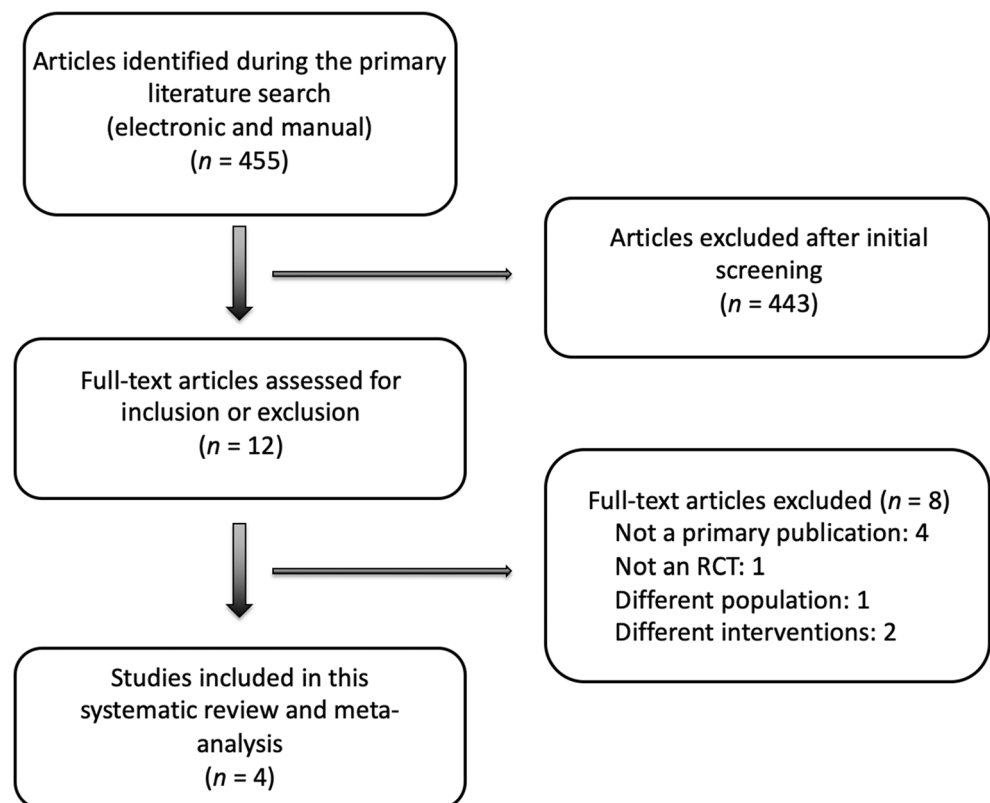 Articles identified during the primary
literature search
(electronic and manual)
(n = 455)
Articles excluded after initial
screening
(n = 443)
Full-text articles assessed for
inclusion or exclusion
(n = 12)
Full-text articles excluded (n = 8)
Not a primary publication: 4
Not an RCT: 1
Different population: 1
Different interventions: 2
Studies included in this
systematic review and meta-
analysis
(n = 4)